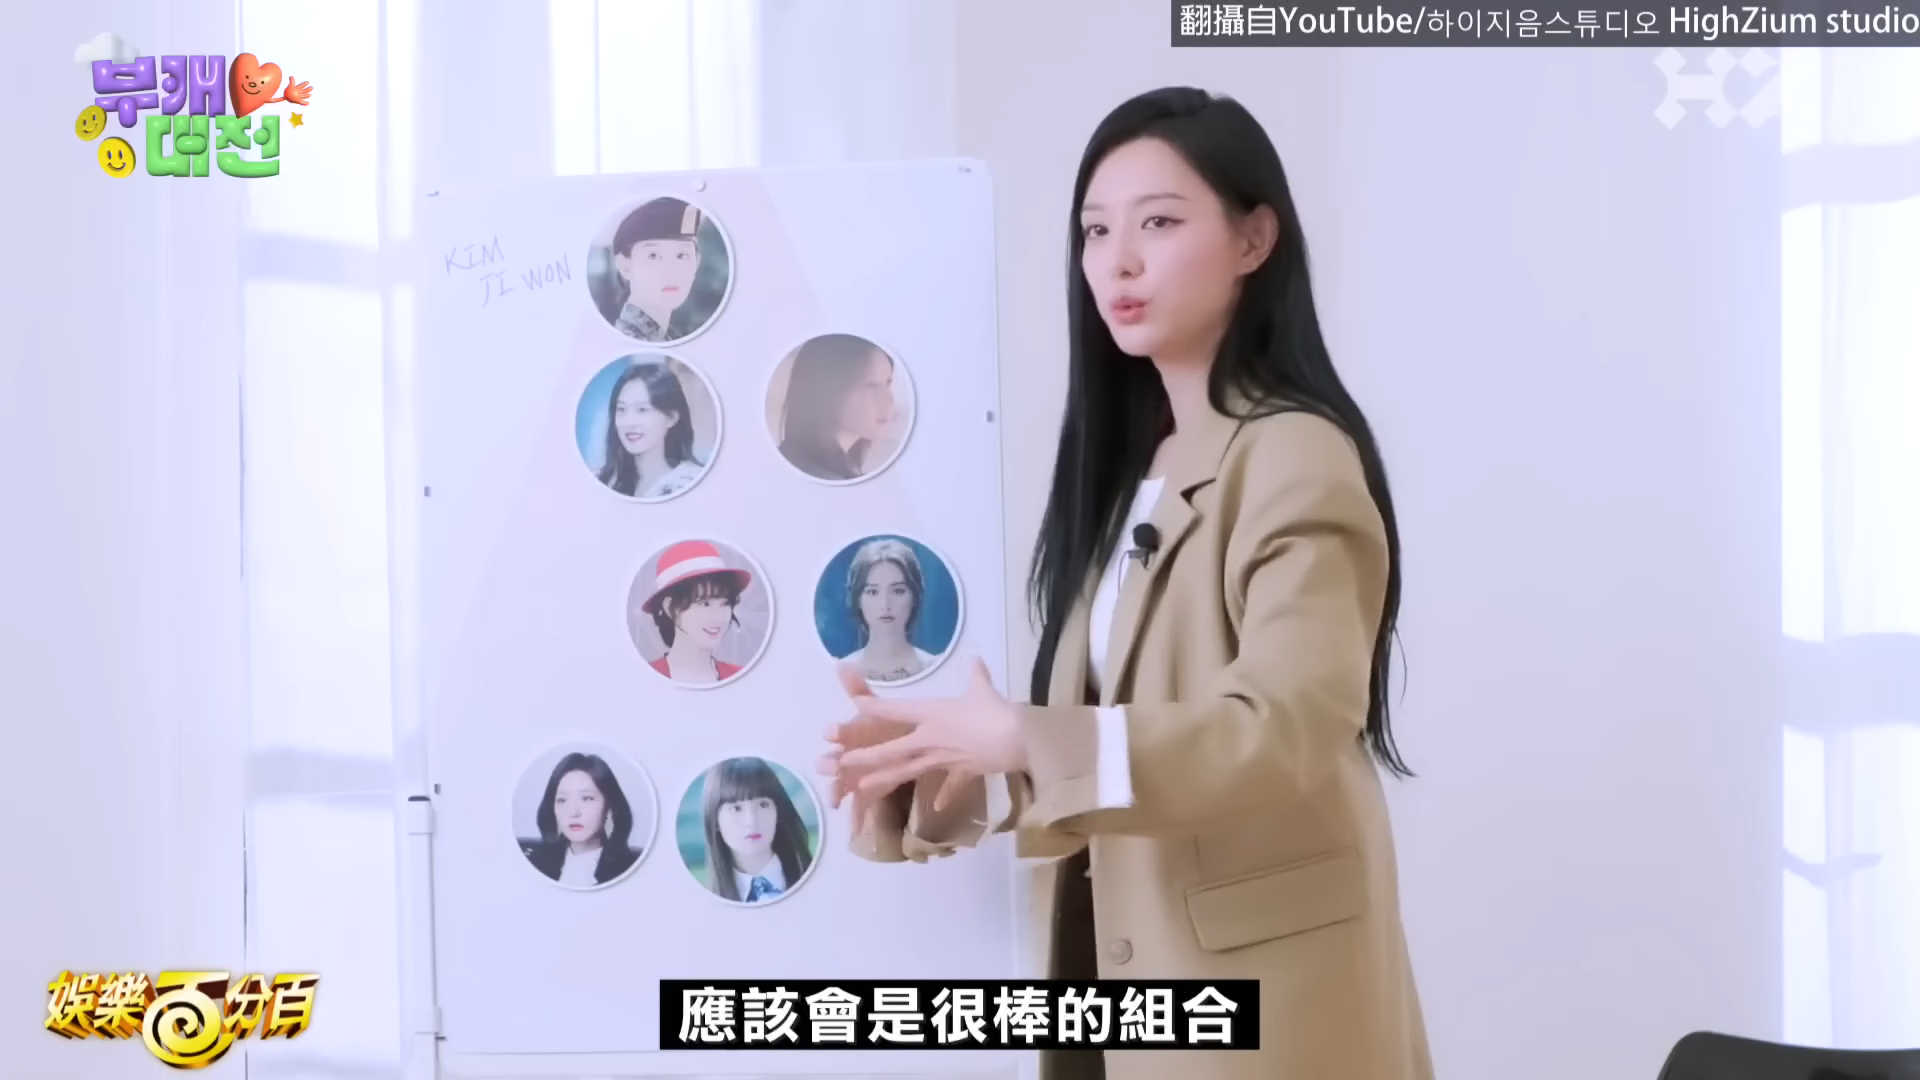 翻攝自YouTube/하이지음스튜디오 HighZium studio
부캐
대전
HZ
KIM
JI WON
娛樂百分百
應該會是很棒的組合